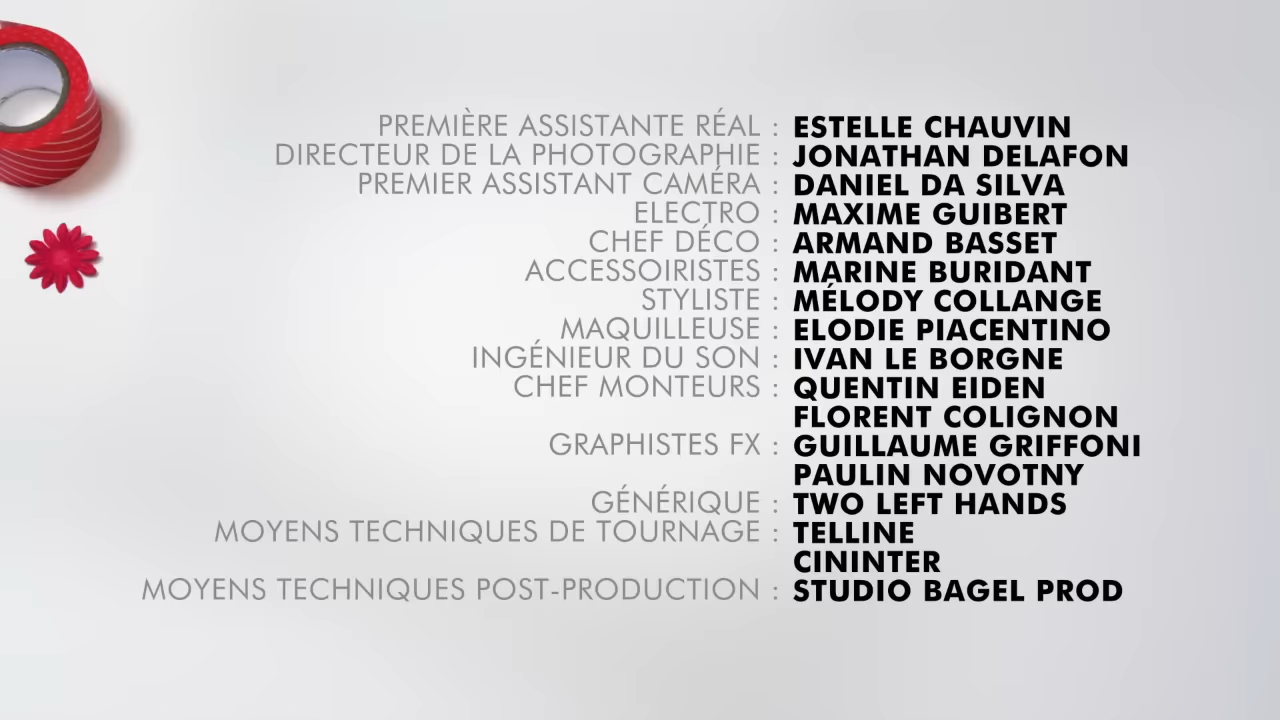 PREMIÈRE ASSISTANTE RÉAL : ESTELLE CHAUVIN
DIRECTEUR DE LA PHOTOGRAPHIE : JONATHAN DELAFON
PREMIER ASSISTANT CAMÉRA : DANIEL DA SILVA
ELECTRO : MAXIME GUIBERT
CHEF DÉCO : ARMAND BASSET
ACCESSOIRISTES : MARINE BURIDANT
STYLISTE : MÉLODY COLLANGE
MAQUILLEUSE : ELODIE PIACENTINO
INGÉNIEUR DU SON : IVAN LE BORGNE
CHEF MONTEURS : QUENTIN EIDEN
FLORENT COLIGNON
GRAPHISTES FX : GUILLAUME GRIFFONI
PAULIN NOVOTNY
GÉNÉRIQUE : TWO LEFT HANDS
MOYENS TECHNIQUES DE TOURNAGE : TELLINE
CININTER
MOYENS TECHNIQUES POST-PRODUCTION : STUDIO BAGEL PROD